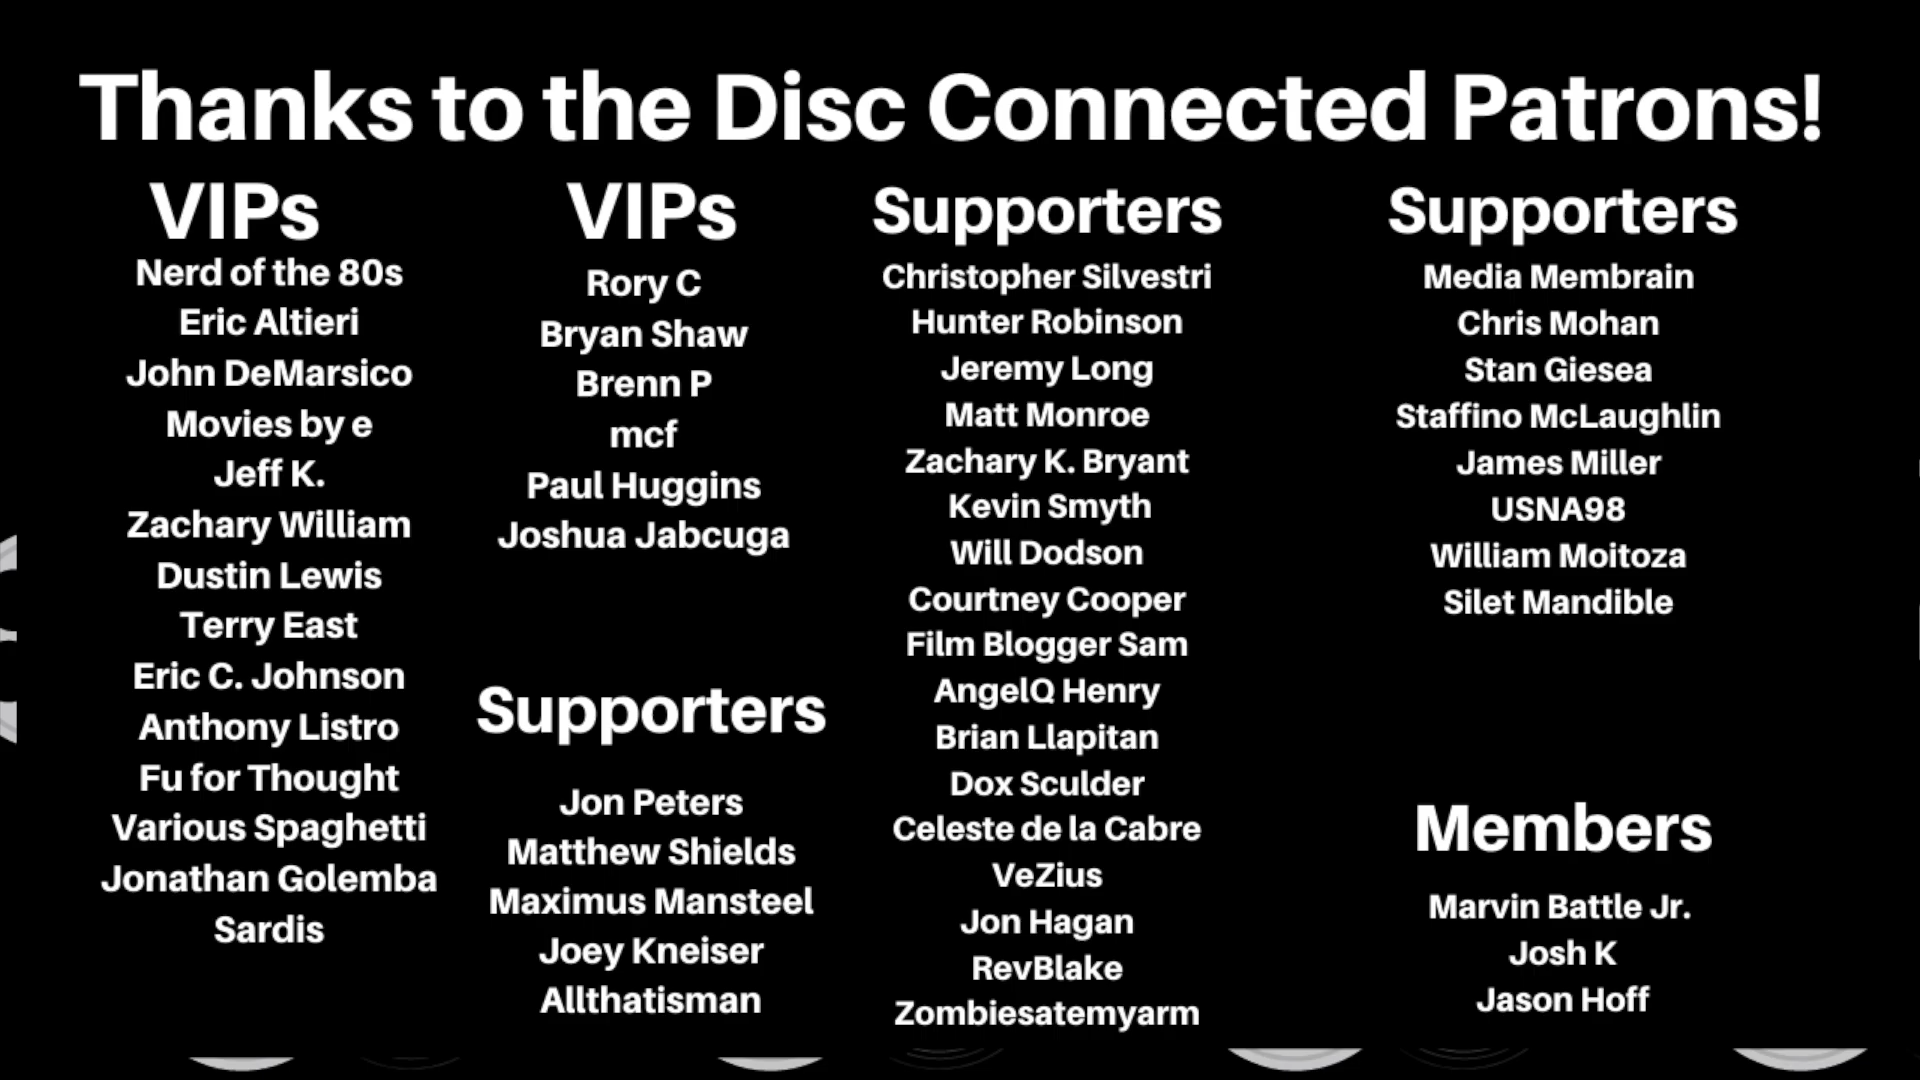 Thanks to the Disc Connected Patrons!
VIPs
Nerd of the 80s
Eric Altieri
John DeMarsico
Movies by e
Jeff K.
Zachary William
Dustin Lewis
Terry East
Eric C. Johnson
Anthony Listro
Fu for Thought
Various Spaghetti
Jonathan Golemba
Sardis
VIPs
Rory C
Bryan Shaw
Brenn P
mcf
Paul Huggins
Joshua Jabcuga
Supporters
Jon Peters
Matthew Shields
Maximus Mansteel
Joey Kneiser
Allthatisman
Supporters
Christopher Silvestri
Hunter Robinson
Jeremy Long
Matt Monroe
Zachary K. Bryant
Kevin Smyth
Will Dodson
Courtney Cooper
Film Blogger Sam
AngelQ Henry
Brian Llapitan
Dox Sculder
Celeste de la Cabre
VeZius
Jon Hagan
RevBlake
Zombiesatemyarm
Supporters
Media Membrain
Chris Mohan
Stan Giesea
Staffino McLaughlin
James Miller
USNA98
William Moitoza
Silet Mandible
Members
Marvin Battle Jr.
Josh K
Jason Hoff